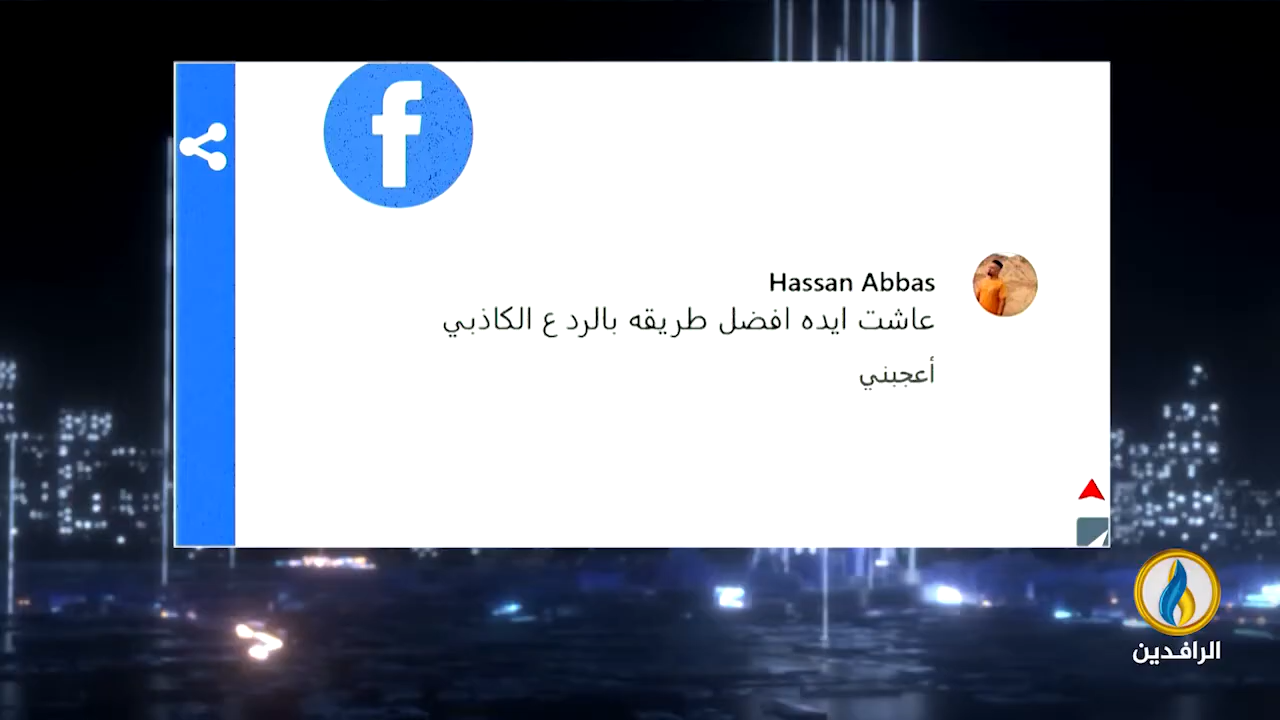 Hassan Abbas
عاشت ايده افضل طريقه بالرد ع الكاذبي
أعجبني
الرافدين